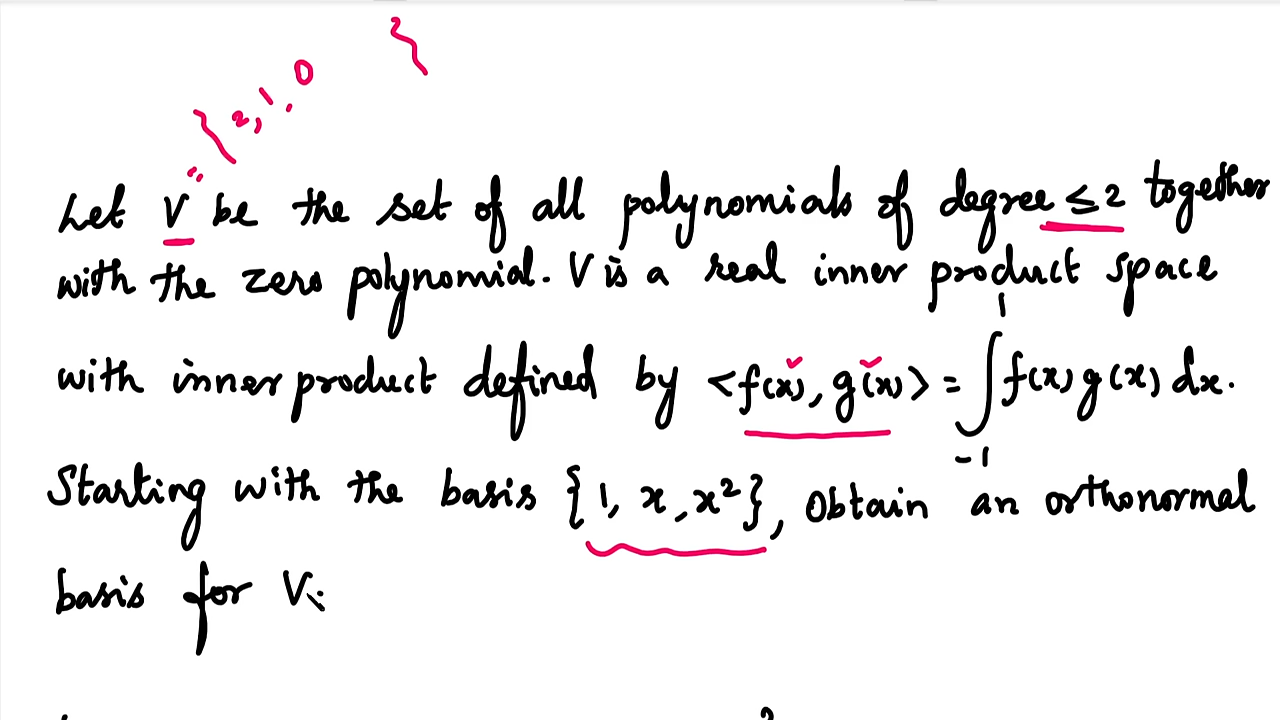 }
= { 2, 1, 0
Let V be the set of all polynomials of degree ≤ 2 together
with the zero polynomial. V is a real inner product space
with inner product defined by <f(x), g(x)> = ∫_{-1}^{1} f(x) g(x) dx.
Starting with the basis {1, x, x²}, Obtain an orthonormal
basis for V.
2